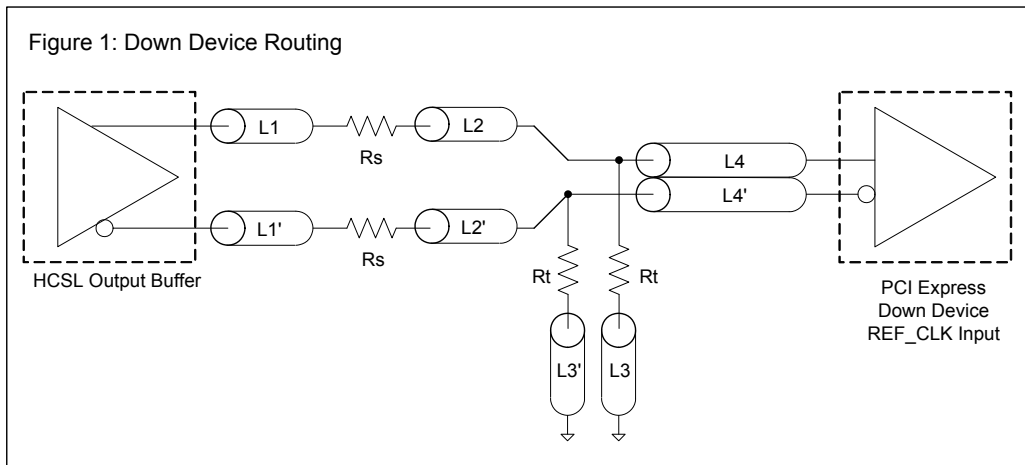 Figure 1: Down Device Routing
L1
Rs
L2
L4
L4'
L1'
Rs
L2'
HCSL Output Buffer
Rt
Rt
L3'
L3
PCI Express
Down Device
REF_CLK Input